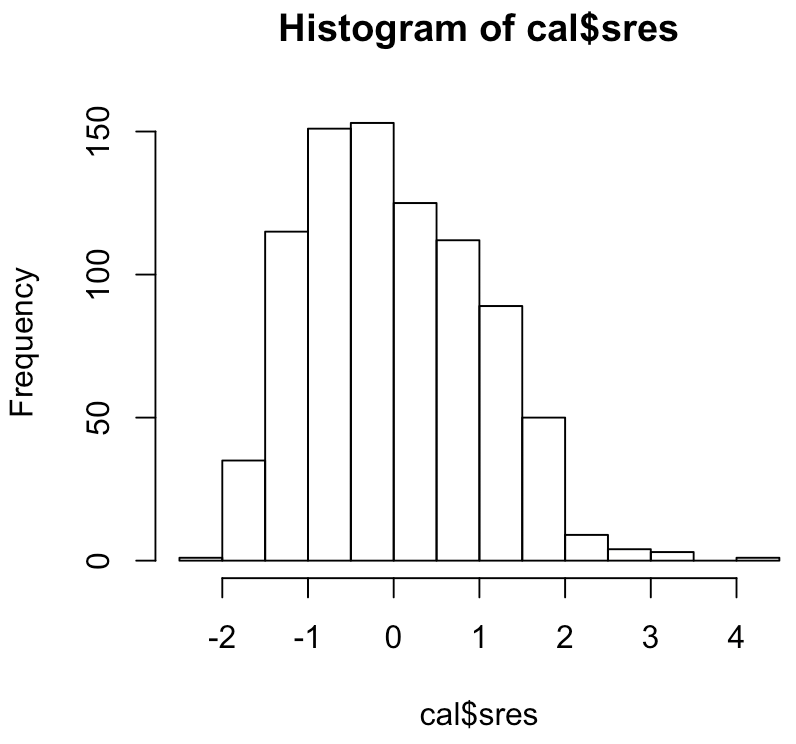 Histogram of cal$sres
Frequency
150
100
50
0
-2 -1 0 1 2 3 4
cal$sres